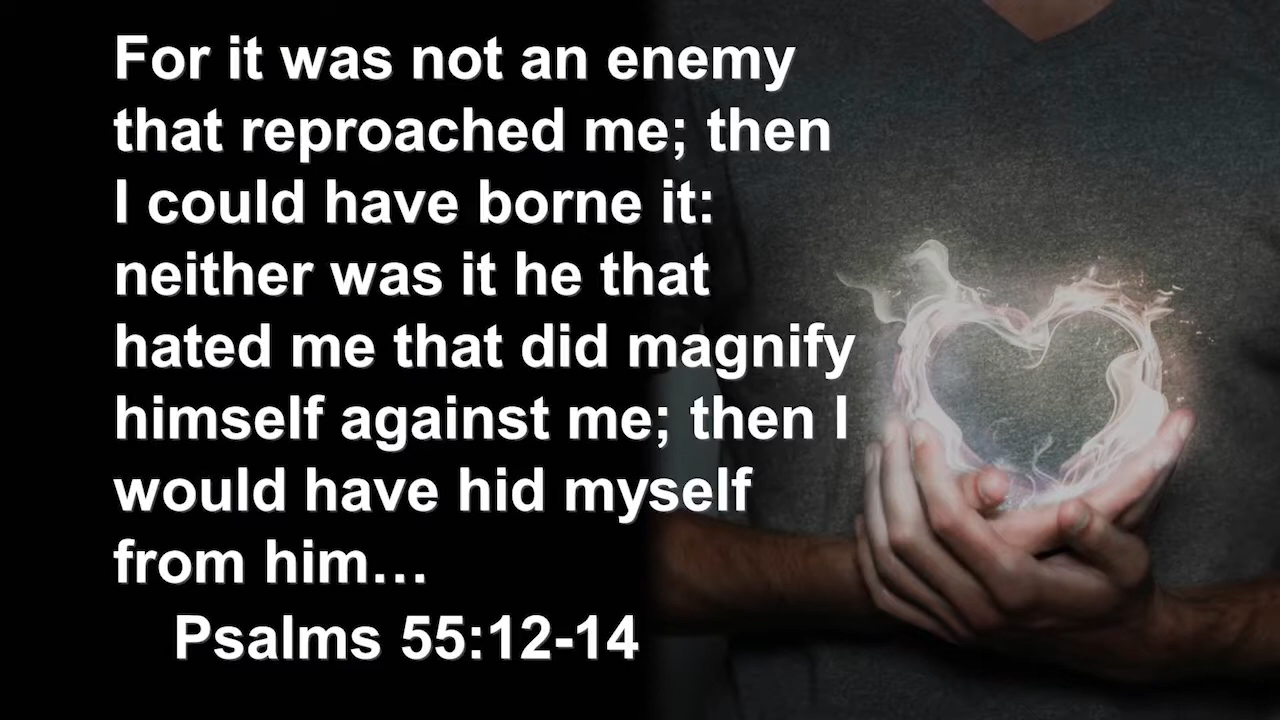 For it was not an enemy
that reproached me; then
I could have borne it:
neither was it he that
hated me that did magnify
himself against me; then I
would have hid myself
from him…
Psalms 55:12-14